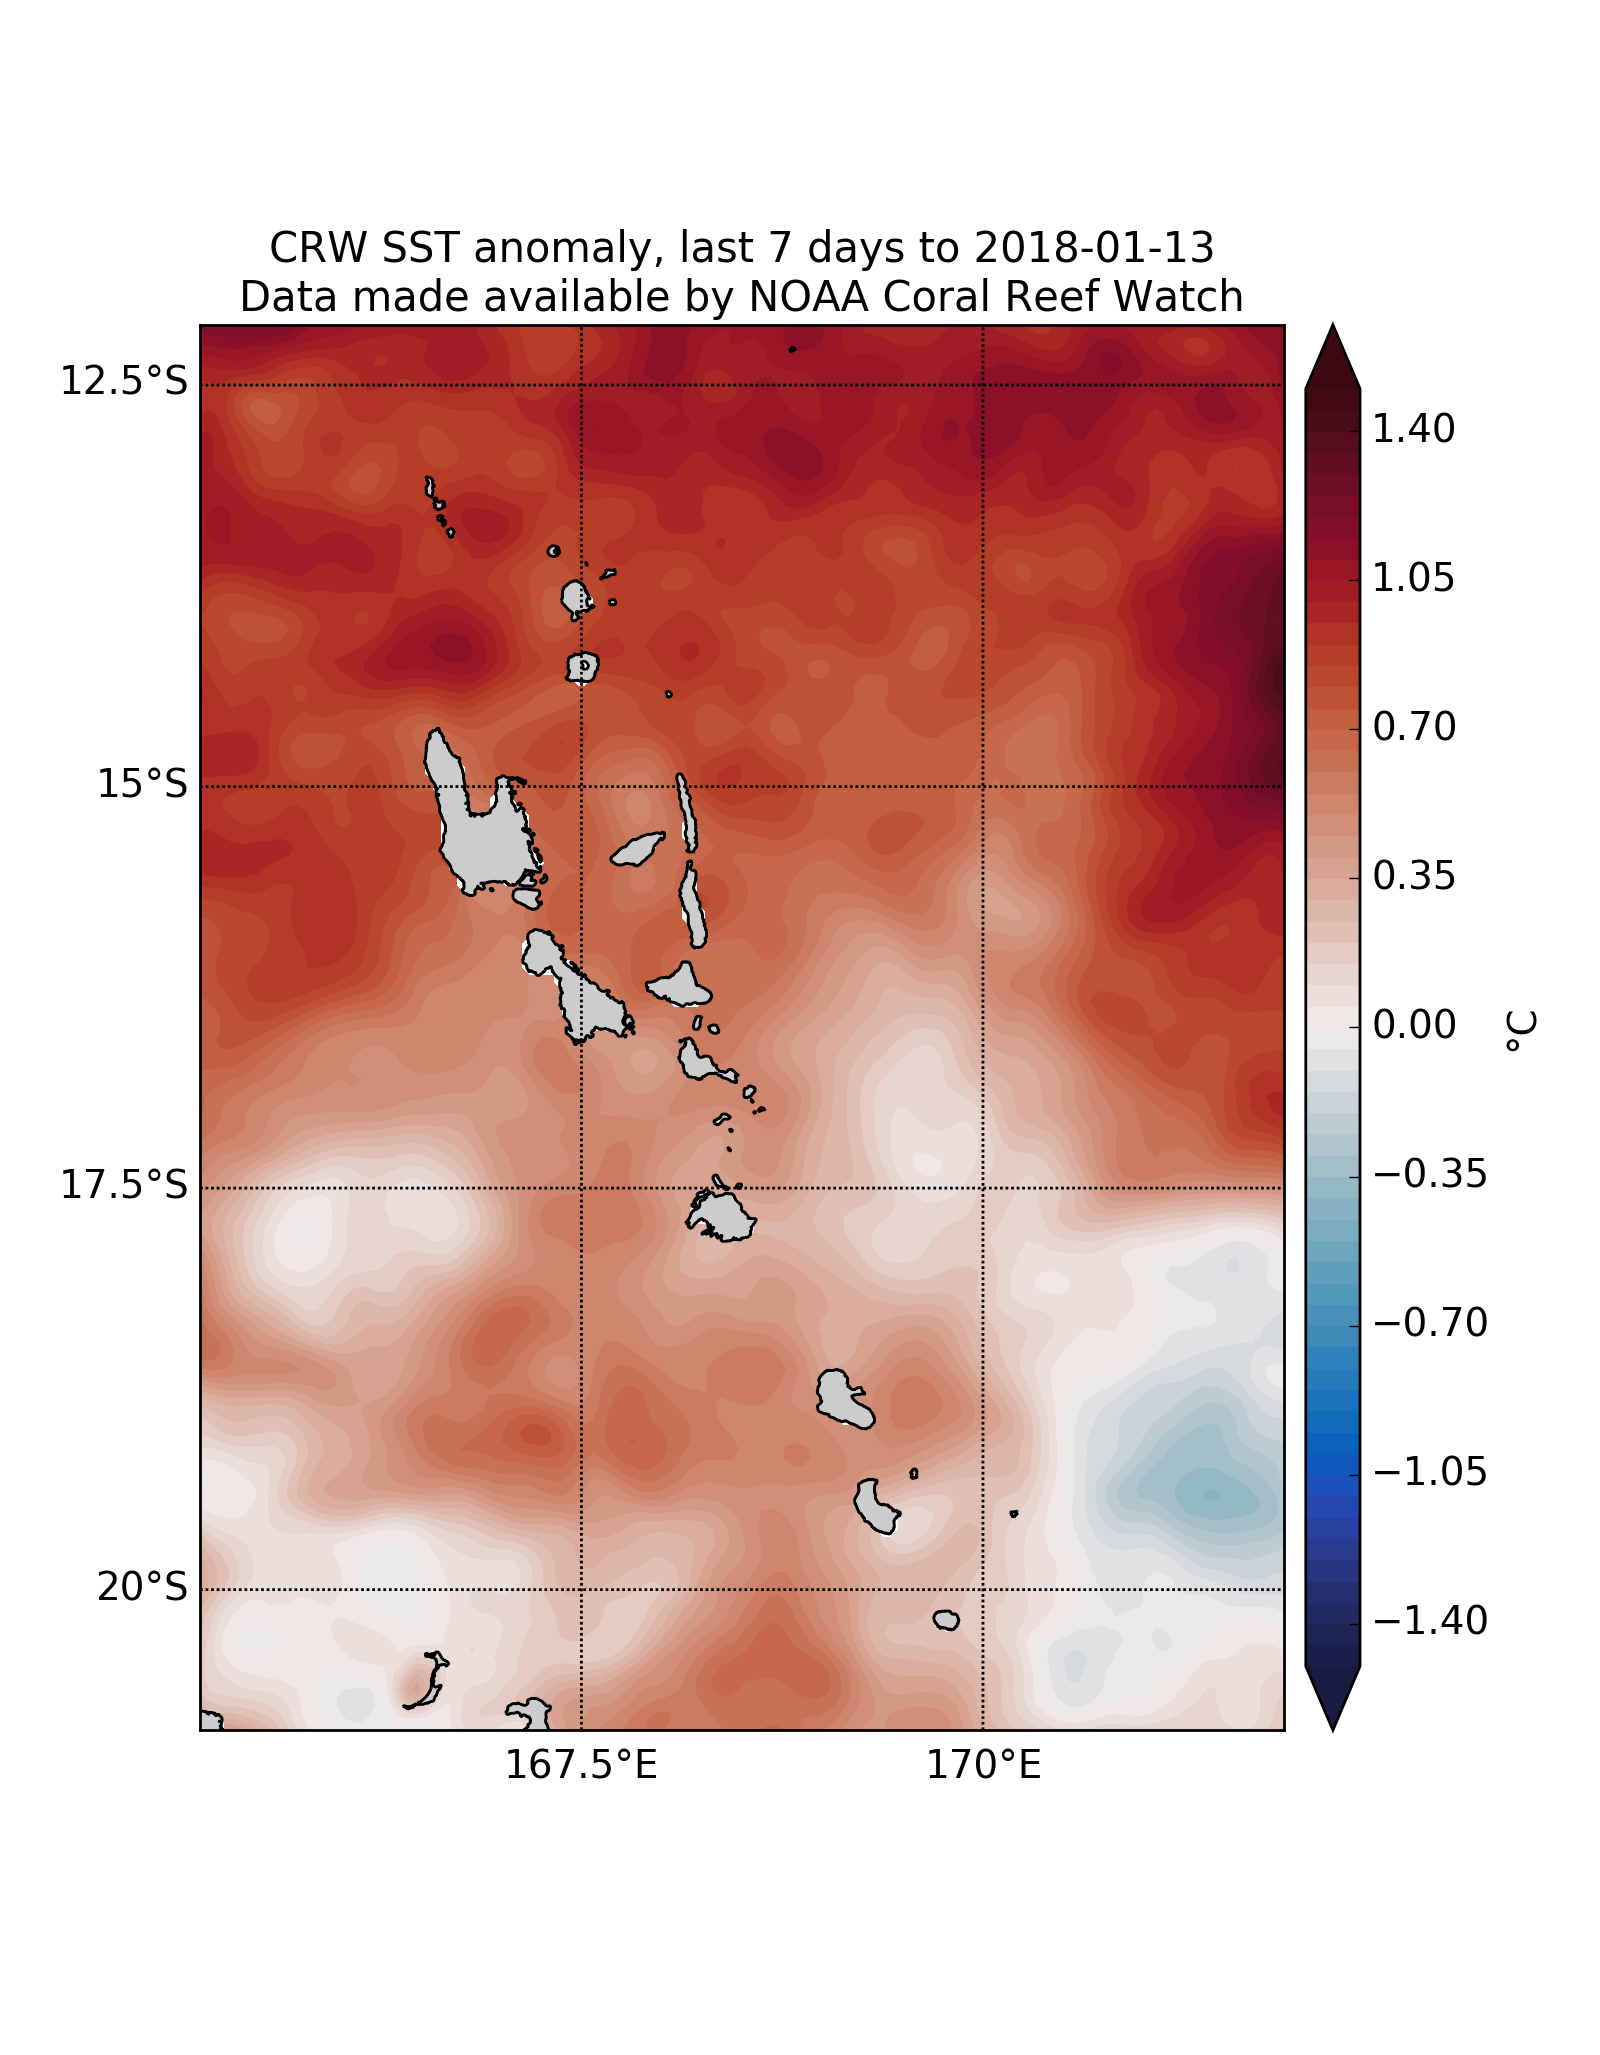 CRW SST anomaly, last 7 days to 2018-01-13
Data made available by NOAA Coral Reef Watch
12.5°S
15°S
17.5°S
20°S
167.5°E
170°E
1.40
1.05
0.70
0.35
0.00
−0.35
−0.70
−1.05
−1.40
°C